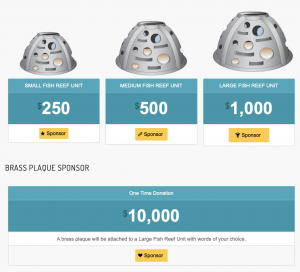 SMALL FISH REEF UNIT
$250
Sponsor
MEDIUM FISH REEF UNIT
$500
Sponsor
LARGE FISH REEF UNIT
$1,000
Sponsor
BRASS PLAQUE SPONSOR
One Time Donation
$10,000
A brass plaque will be attached to a Large Fish Reef Unit with words of your choice.
Sponsor